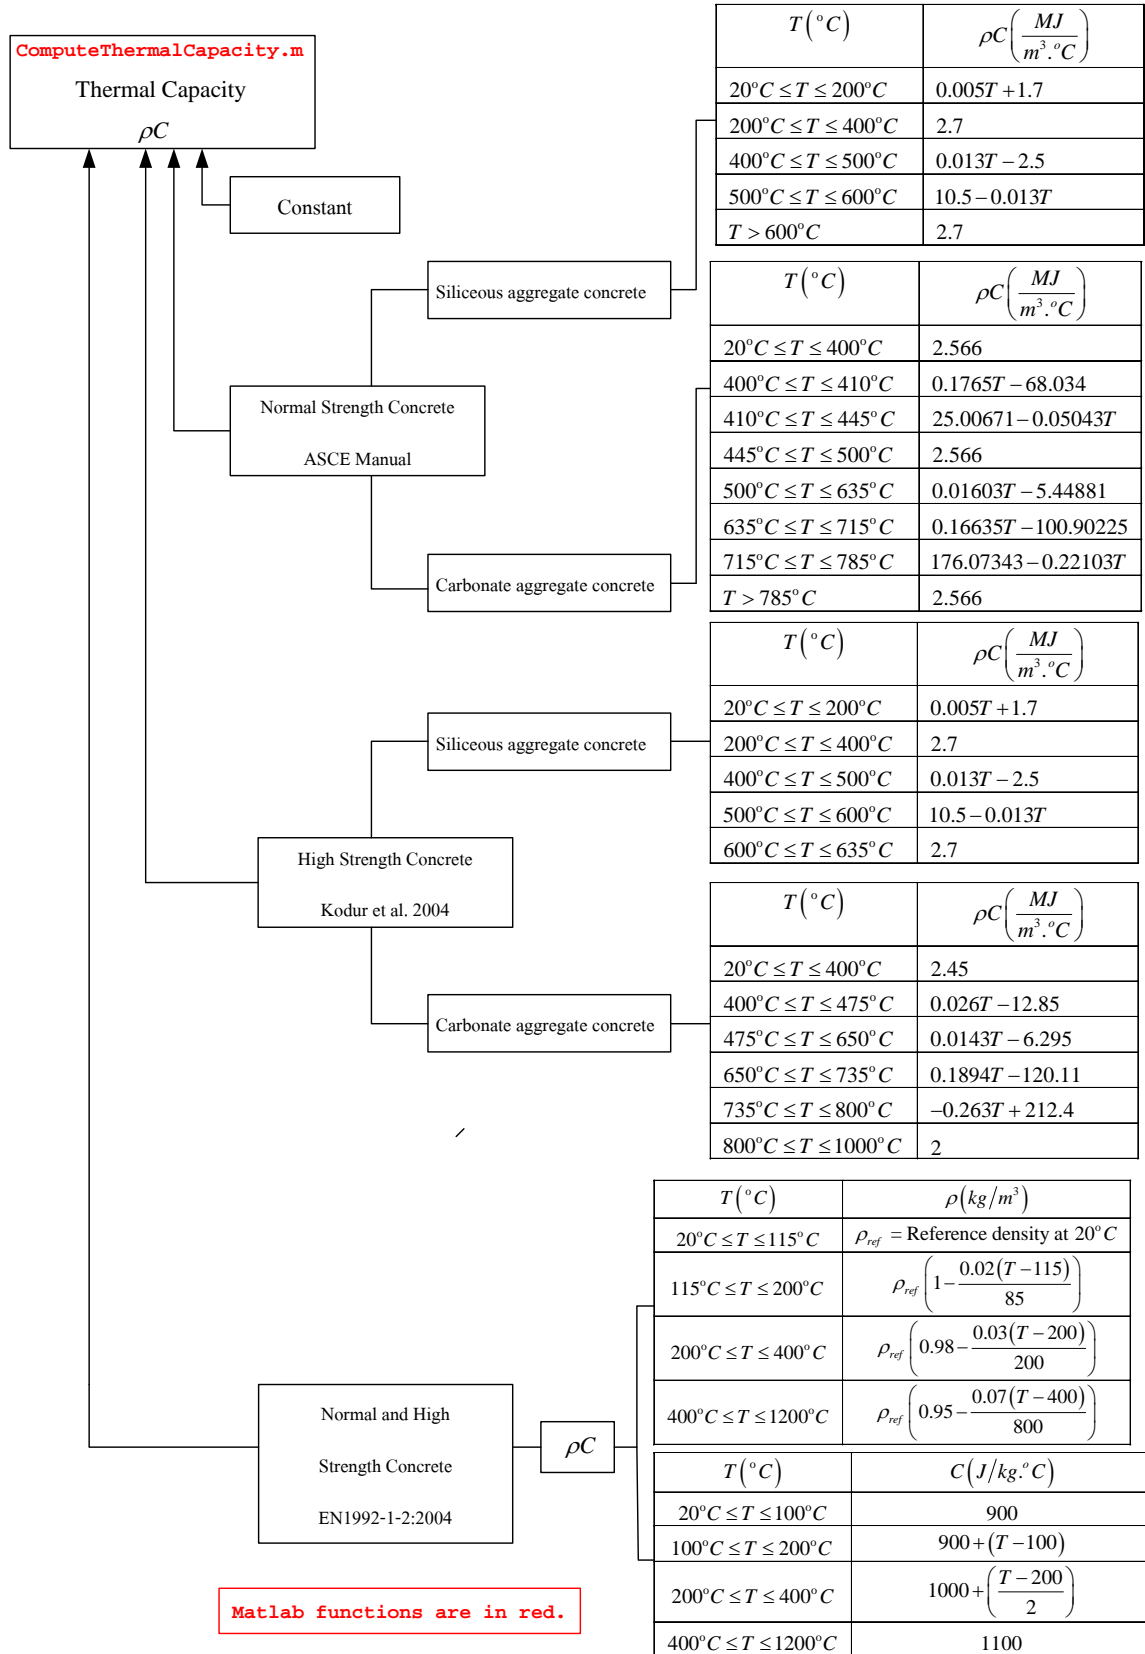 ComputeThermalCapacity.m
Thermal Capacity
ρC
Constant
Normal Strength Concrete
ASCE Manual
Siliceous aggregate concrete
Carbonate aggregate concrete
T(°C) ρC(MJ/m³.°C)
20°C ≤ T ≤ 200°C 0.005T + 1.7
200°C ≤ T ≤ 400°C 2.7
400°C ≤ T ≤ 500°C 0.013T − 2.5
500°C ≤ T ≤ 600°C 10.5 − 0.013T
T > 600°C 2.7
T(°C) ρC(MJ/m³.°C)
20°C ≤ T ≤ 400°C 2.566
400°C ≤ T ≤ 410°C 0.1765T − 68.034
410°C ≤ T ≤ 445°C 25.00671 − 0.05043T
445°C ≤ T ≤ 500°C 2.566
500°C ≤ T ≤ 635°C 0.01603T − 5.44881
635°C ≤ T ≤ 715°C 0.16635T − 100.90225
715°C ≤ T ≤ 785°C 176.07343 − 0.22103T
T > 785°C 2.566
High Strength Concrete
Kodur et al. 2004
Siliceous aggregate concrete
Carbonate aggregate concrete
T(°C) ρC(MJ/m³.°C)
20°C ≤ T ≤ 200°C 0.005T + 1.7
200°C ≤ T ≤ 400°C 2.7
400°C ≤ T ≤ 500°C 0.013T − 2.5
500°C ≤ T ≤ 600°C 10.5 − 0.013T
600°C ≤ T ≤ 635°C 2.7
T(°C) ρC(MJ/m³.°C)
20°C ≤ T ≤ 400°C 2.45
400°C ≤ T ≤ 475°C 0.026T − 12.85
475°C ≤ T ≤ 650°C 0.0143T − 6.295
650°C ≤ T ≤ 735°C 0.1894T − 120.11
735°C ≤ T ≤ 800°C −0.263T + 212.4
800°C ≤ T ≤ 1000°C 2
Normal and High
Strength Concrete
EN1992-1-2:2004
ρC
T(°C) ρ(kg/m³)
20°C ≤ T ≤ 115°C ρref = Reference density at 20°C
115°C ≤ T ≤ 200°C ρref(1 − 0.02(T − 115)/85)
200°C ≤ T ≤ 400°C ρref(0.98 − 0.03(T − 200)/200)
400°C ≤ T ≤ 1200°C ρref(0.95 − 0.07(T − 400)/800)
T(°C) C(J/kg.°C)
20°C ≤ T ≤ 100°C 900
100°C ≤ T ≤ 200°C 900 + (T − 100)
200°C ≤ T ≤ 400°C 1000 + (T − 200/2)
400°C ≤ T ≤ 1200°C 1100
Matlab functions are in red.